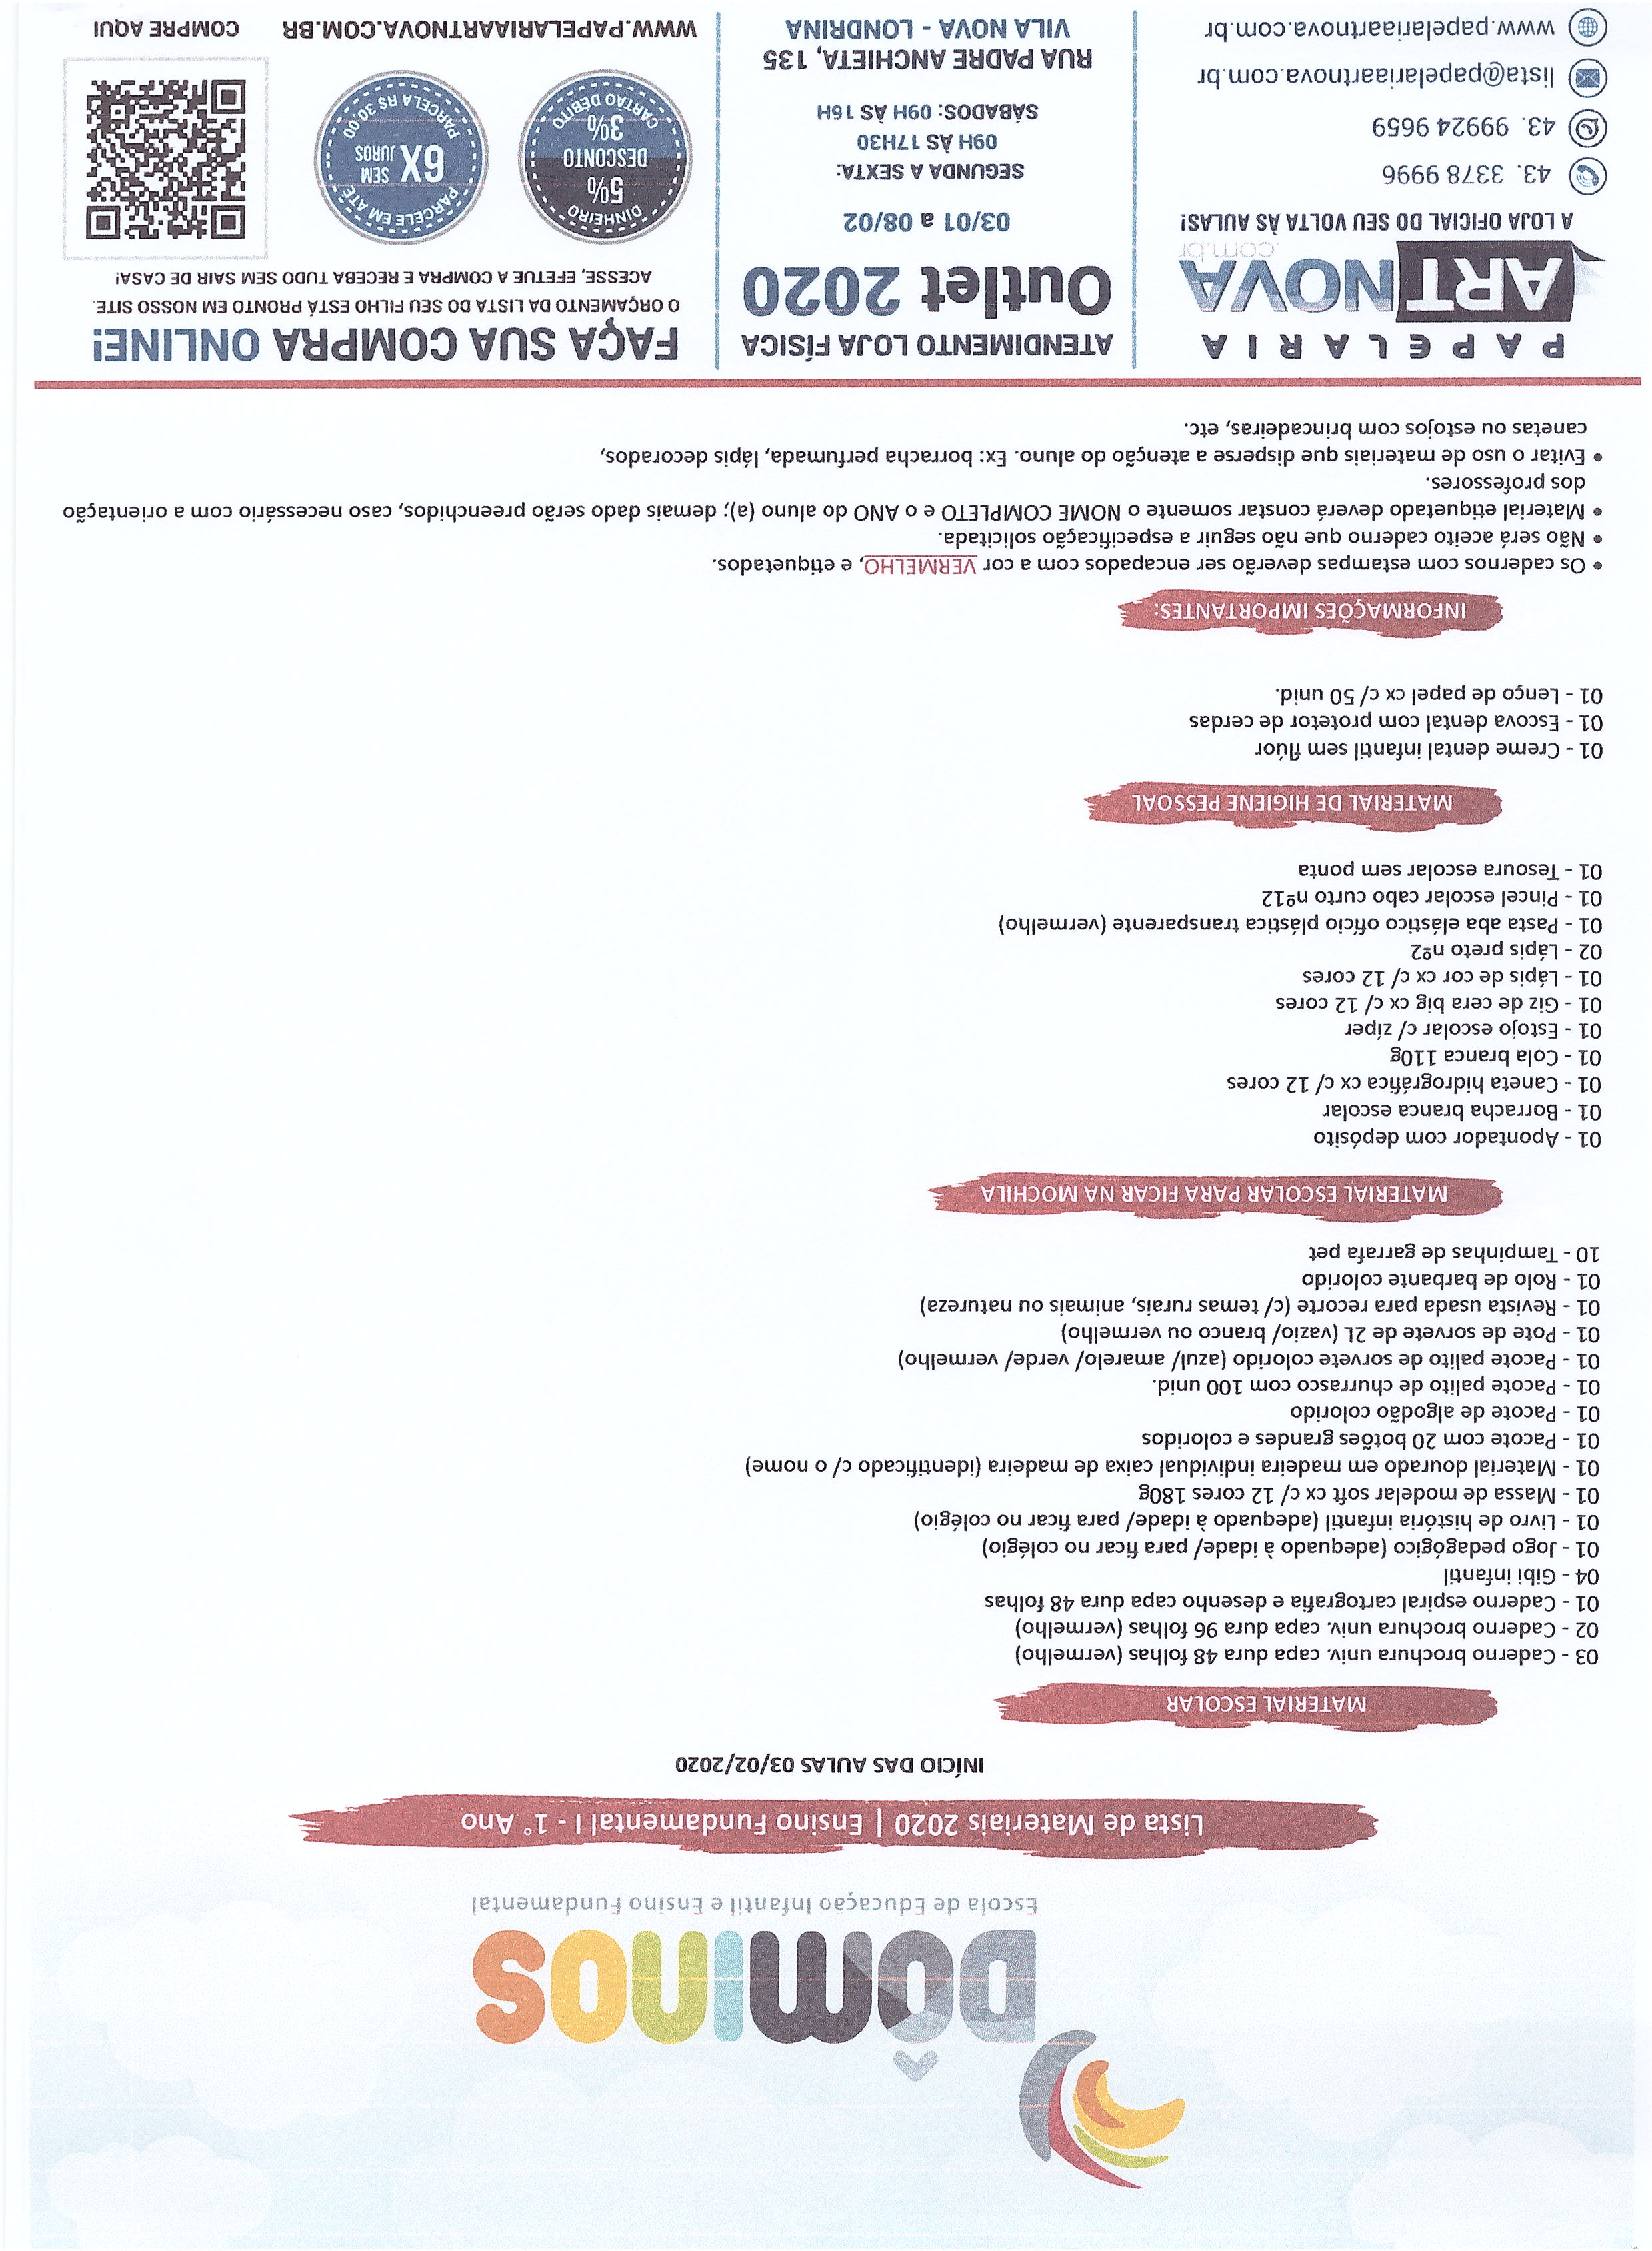 DÔMINOS
Escola de Educação Infantil e Ensino Fundamental
Lista de Materiais 2020 | Ensino Fundamental I - 1° Ano
INÍCIO DAS AULAS 03/02/2020
MATERIAL ESCOLAR
03 - Caderno brochura univ. capa dura 48 folhas (vermelho)
02 - Caderno brochura univ. capa dura 96 folhas (vermelho)
01 - Caderno espiral cartografia e desenho capa dura 48 folhas
04 - Gibi infantil
01 - Jogo pedagógico (adequado à idade/ para ficar no colégio)
01 - Livro de história infantil (adequado à idade/ para ficar no colégio)
01 - Massa de modelar soft cx c/ 12 cores 180g
01 - Material dourado em madeira individual caixa de madeira (identificado c/ o nome)
01 - Pacote com 20 botões grandes e coloridos
01 - Pacote de algodão colorido
01 - Pacote palito de churrasco com 100 unid.
01 - Pacote palito de sorvete colorido (azul/ amarelo/ verde/ vermelho)
01 - Pote de sorvete de 2L (vazio/ branco ou vermelho)
01 - Revista usada para recorte (c/ temas rurais, animais ou natureza)
01 - Rolo de barbante colorido
10 - Tampinhas de garrafa pet
MATERIAL ESCOLAR PARA FICAR NA MOCHILA
01 - Apontador com depósito
01 - Borracha branca escolar
01 - Caneta hidrográfica cx c/ 12 cores
01 - Cola branca 110g
01 - Estojo escolar c/ zíper
01 - Giz de cera big cx c/ 12 cores
01 - Lápis de cor cx c/ 12 cores
02 - Lápis preto nº2
01 - Pasta aba elástico ofício plástica transparente (vermelho)
01 - Pincel escolar cabo curto nº12
01 - Tesoura escolar sem ponta
MATERIAL DE HIGIENE PESSOAL
01 - Creme dental infantil sem flúor
01 - Escova dental com protetor de cerdas
01 - Lenço de papel cx c/ 50 unid.
INFORMAÇÕES IMPORTANTES:
• Os cadernos com estampas deverão ser encapados com a cor VERMELHO, e etiquetados.
• Não será aceito caderno que não seguir a especificação solicitada.
• Material etiquetado deverá constar somente o NOME COMPLETO e o ANO do aluno (a); demais dado serão preenchidos, caso necessário com a orientação
dos professores.
• Evitar o uso de materiais que disperse a atenção do aluno. Ex: borracha perfumada, lápis decorados,
canetas ou estojos com brincadeiras, etc.
PAPELARIA
ARTNOVA
.com.br
A LOJA OFICIAL DO SEU VOLTA ÀS AULAS!
43. 3378 9996
43. 99924 9659
lista@papelariaartnova.com.br
www.papelariaartnova.com.br
ATENDIMENTO LOJA FÍSICA
Outlet 2020
03/01 a 08/02
SEGUNDA A SEXTA:
09H ÀS 17H30
SÁBADOS: 09H ÀS 16H
RUA PADRE ANCHIETA, 135
VILA NOVA - LONDRINA
FAÇA SUA COMPRA ONLINE!
O ORÇAMENTO DA LISTA DO SEU FILHO ESTÁ PRONTO EM NOSSO SITE.
ACESSE, EFETUE A COMPRA E RECEBA TUDO SEM SAIR DE CASA!
DINHEIRO
5%
DESCONTO
3%
CARTÃO DÉBITO
PARCELE EM ATÉ
6X SEM JUROS
PARCELA R$ 30,00
WWW.PAPELARIAARTNOVA.COM.BR
COMPRE AQUI